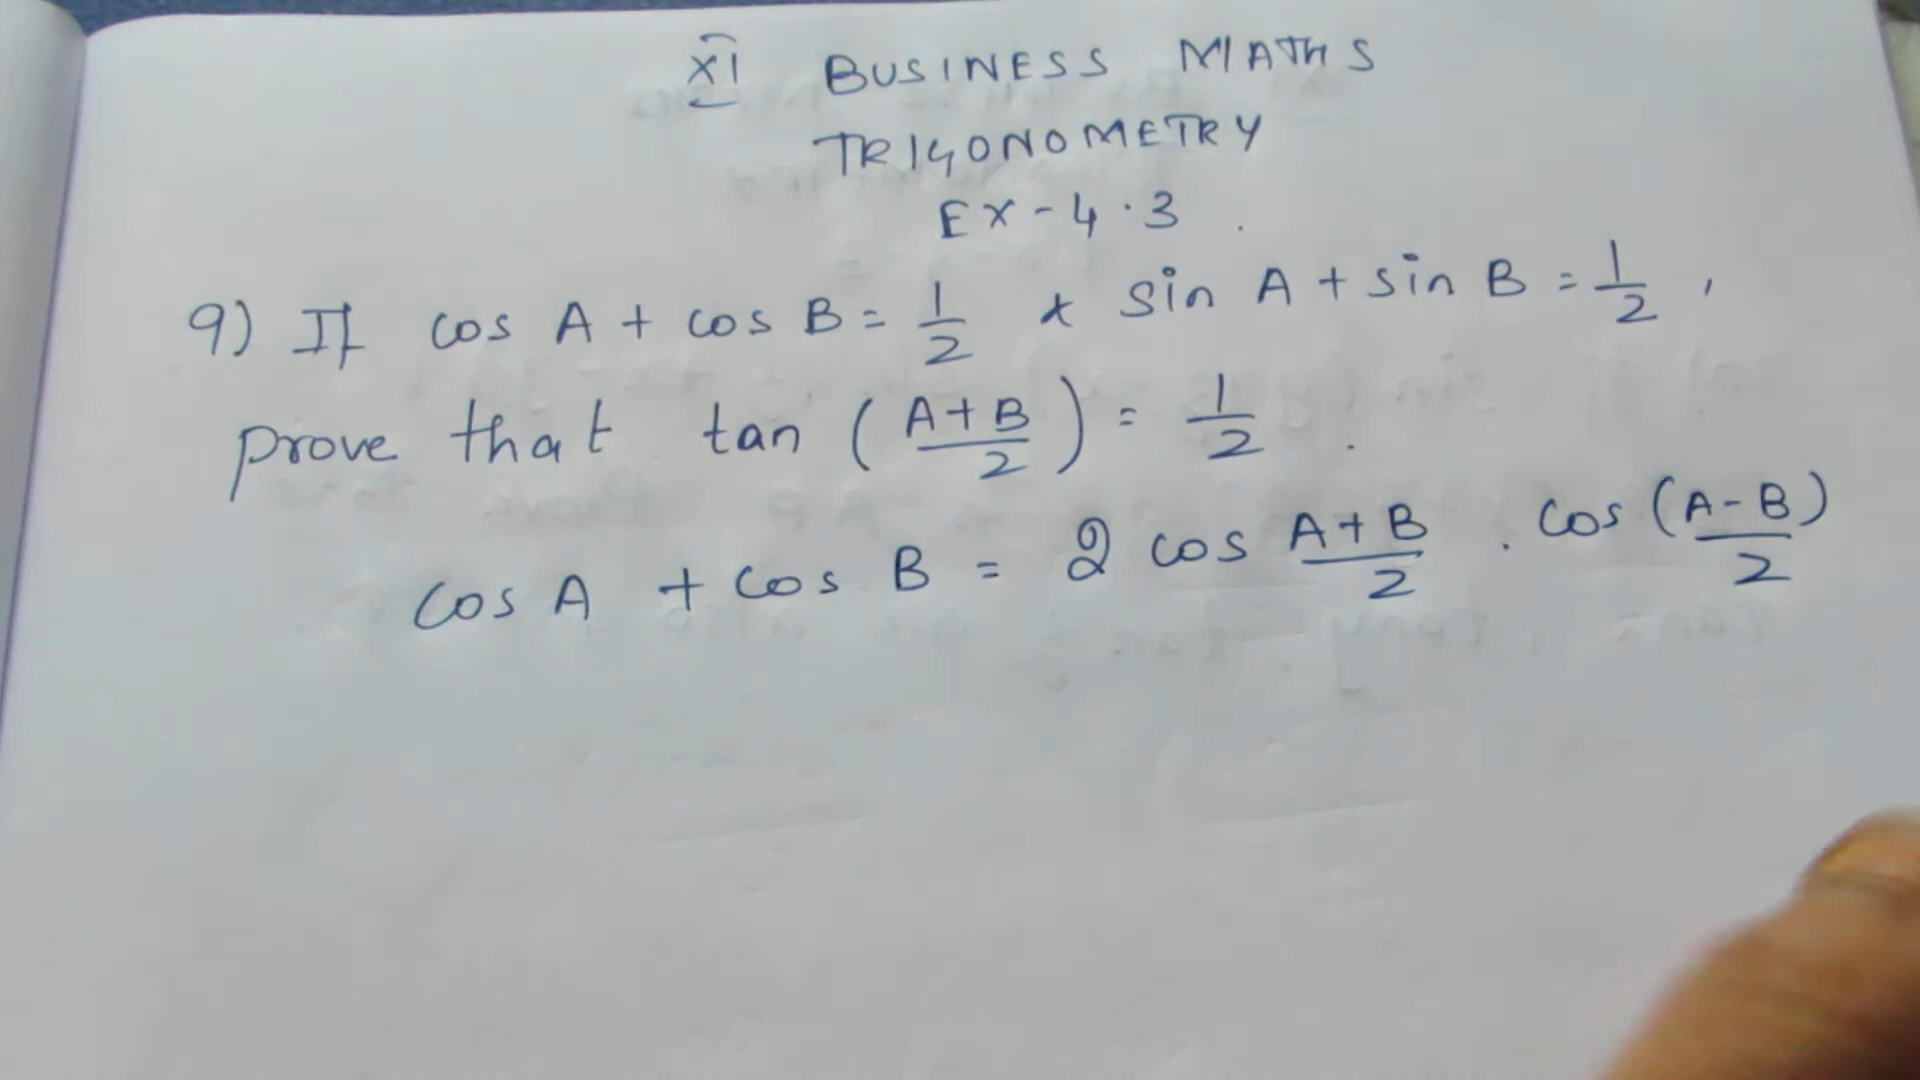 XI BUSINESS MATHS
TRIGONOMETRY
EX-4.3.
9) If cos A + cos B = 1/2 & sin A + sin B = 1/2,
prove that tan (A+B/2) = 1/2.
cos A + cos B = 2 cos A+B/2 . cos (A-B)/2